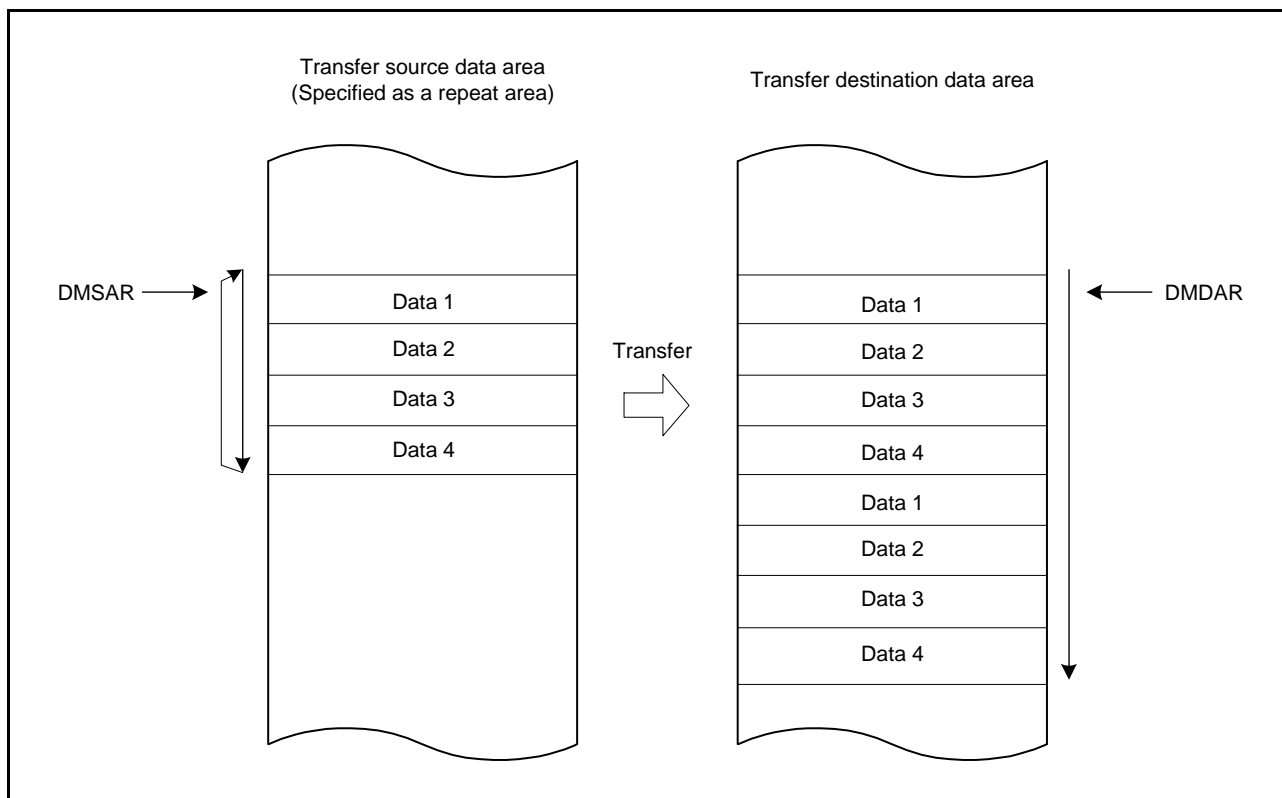 Transfer source data area
(Specified as a repeat area)
Transfer destination data area
DMSAR
Data 1
Data 2
Data 3
Data 4
Transfer
Data 1
Data 2
Data 3
Data 4
Data 1
Data 2
Data 3
Data 4
DMDAR